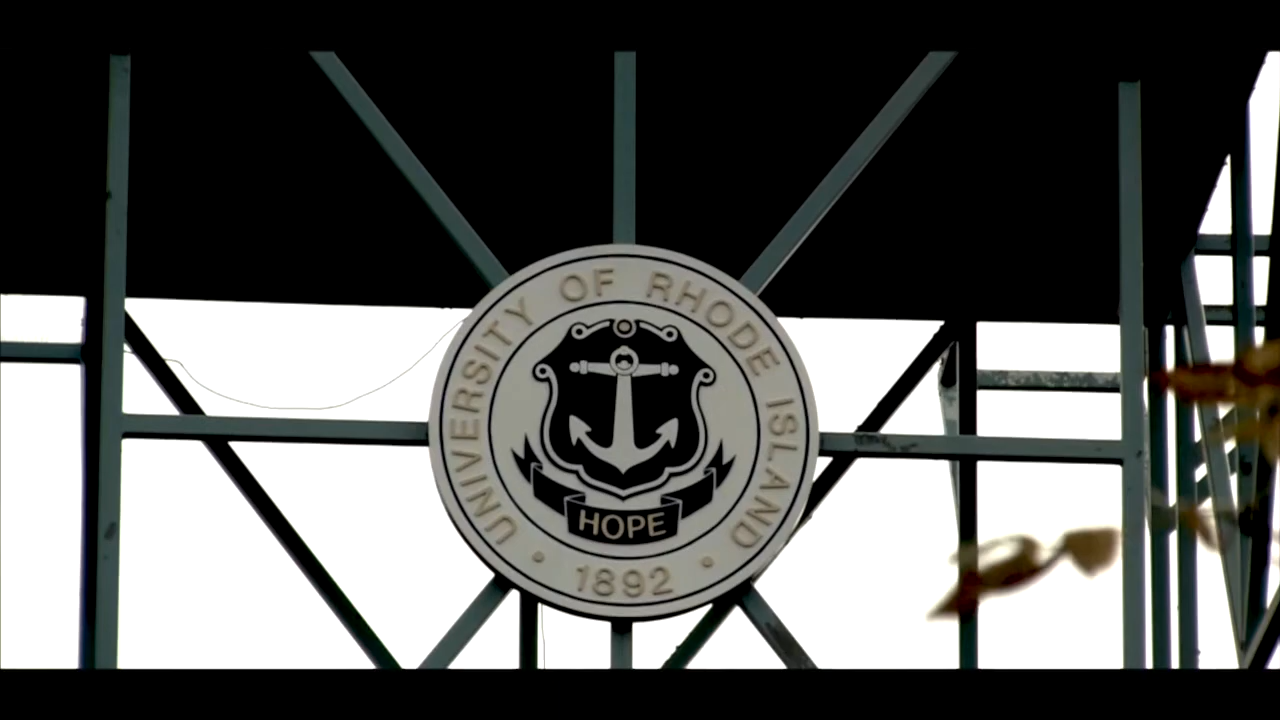 UNIVERSITY OF RHODE ISLAND
HOPE
• 1892 •